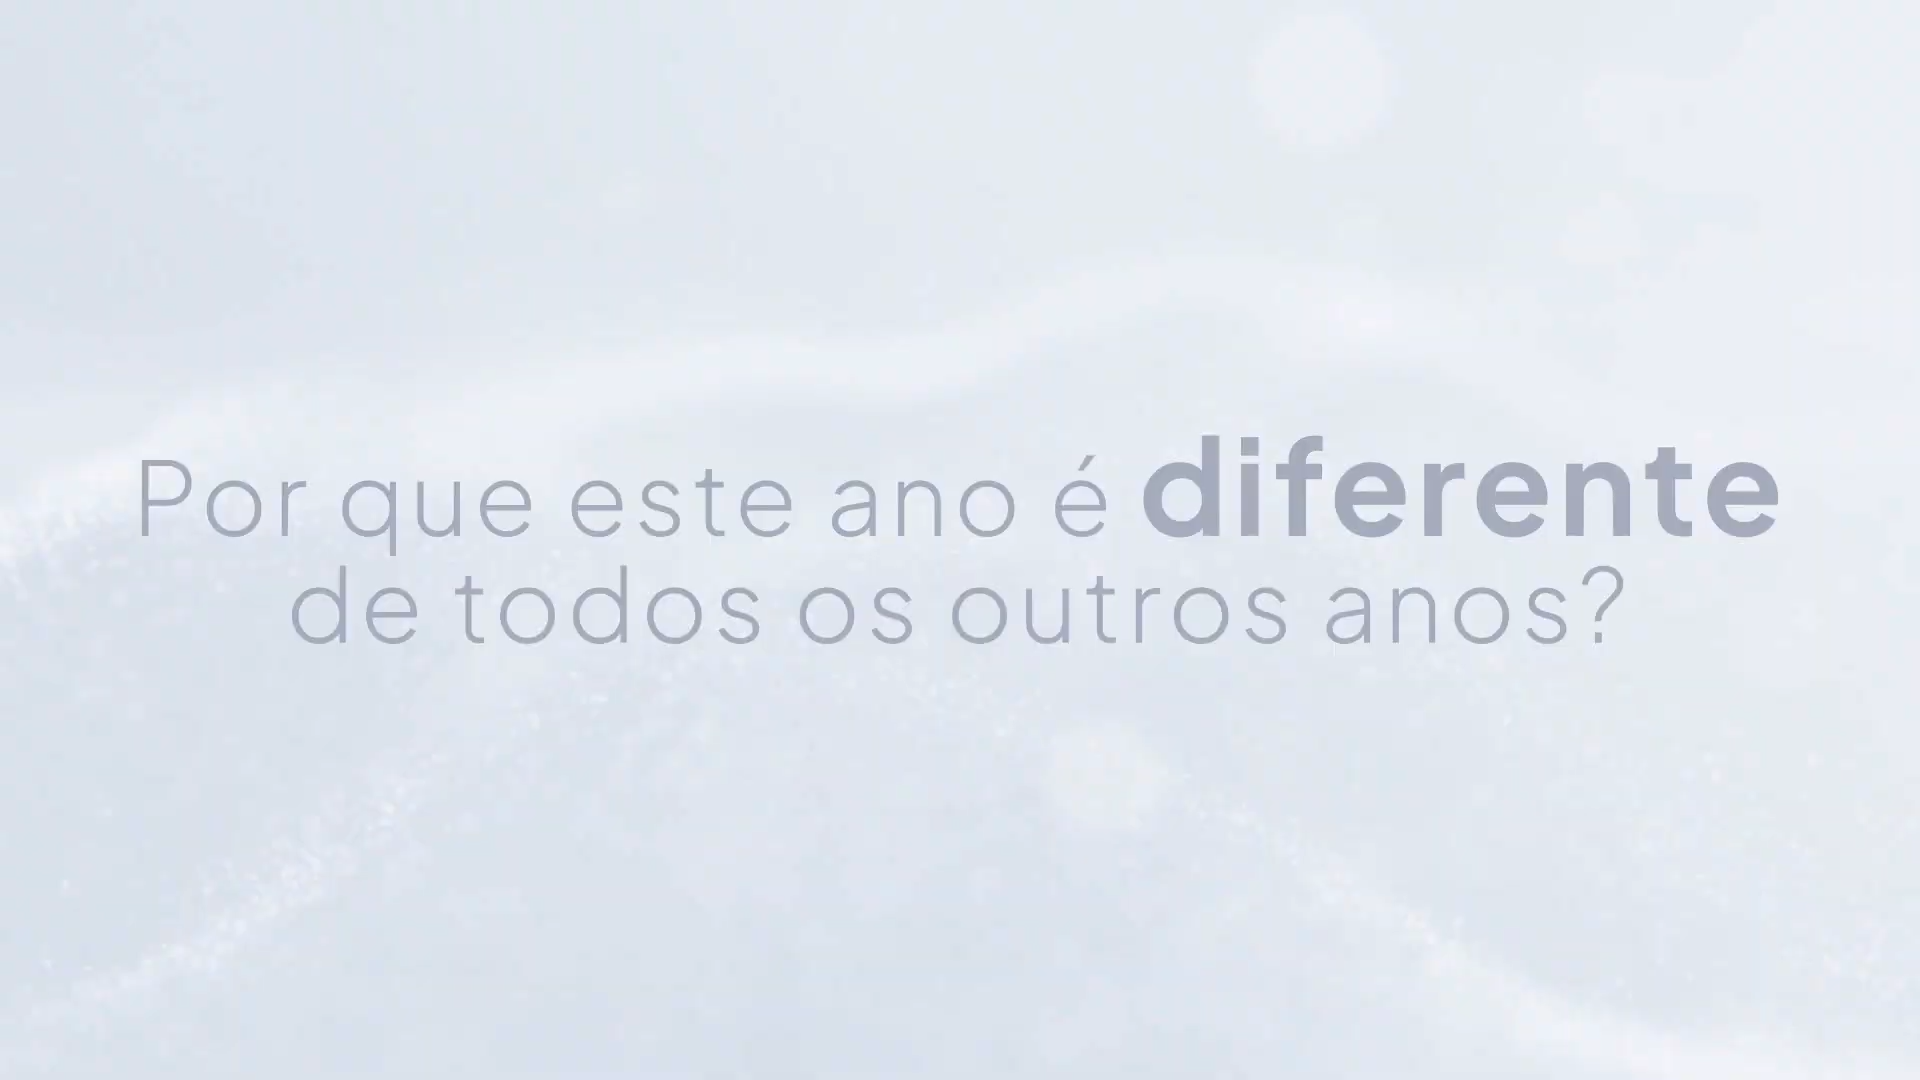 Por que este ano é diferente
de todos os outros anos?